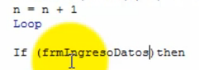 n = n + 1
Loop
If (frmIngresoDatos)then